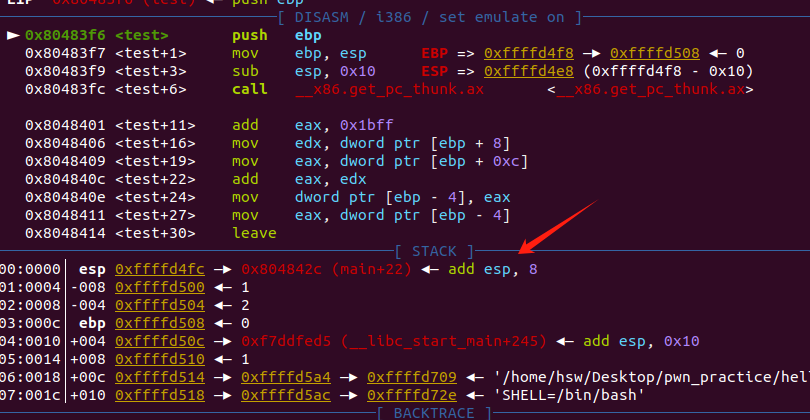 EIP 0x80483f6 (test) ◂— push ebp
[ DISASM / i386 / set emulate on ]
► 0x80483f6 <test> push ebp
0x80483f7 <test+1> mov ebp, esp EBP => 0xffffd4f8 —▸ 0xffffd508 ◂— 0
0x80483f9 <test+3> sub esp, 0x10 ESP => 0xffffd4e8 (0xffffd4f8 - 0x10)
0x80483fc <test+6> call __x86.get_pc_thunk.ax <__x86.get_pc_thunk.ax>
0x8048401 <test+11> add eax, 0x1bff
0x8048406 <test+16> mov edx, dword ptr [ebp + 8]
0x8048409 <test+19> mov eax, dword ptr [ebp + 0xc]
0x804840c <test+22> add eax, edx
0x804840e <test+24> mov dword ptr [ebp - 4], eax
0x8048411 <test+27> mov eax, dword ptr [ebp - 4]
0x8048414 <test+30> leave
[ STACK ]
00:0000│ esp 0xffffd4fc —▸ 0x804842c (main+22) ◂— add esp, 8
01:0004│ -008 0xffffd500 ◂— 1
02:0008│ -004 0xffffd504 ◂— 2
03:000c│ ebp 0xffffd508 ◂— 0
04:0010│ +004 0xffffd50c —▸ 0xf7ddfed5 (__libc_start_main+245) ◂— add esp, 0x10
05:0014│ +008 0xffffd510 ◂— 1
06:0018│ +00c 0xffffd514 —▸ 0xffffd5a4 —▸ 0xffffd709 ◂— '/home/hsw/Desktop/pwn_practice/hel
07:001c│ +010 0xffffd518 —▸ 0xffffd5ac —▸ 0xffffd72e ◂— 'SHELL=/bin/bash'
[ BACKTRACE ]